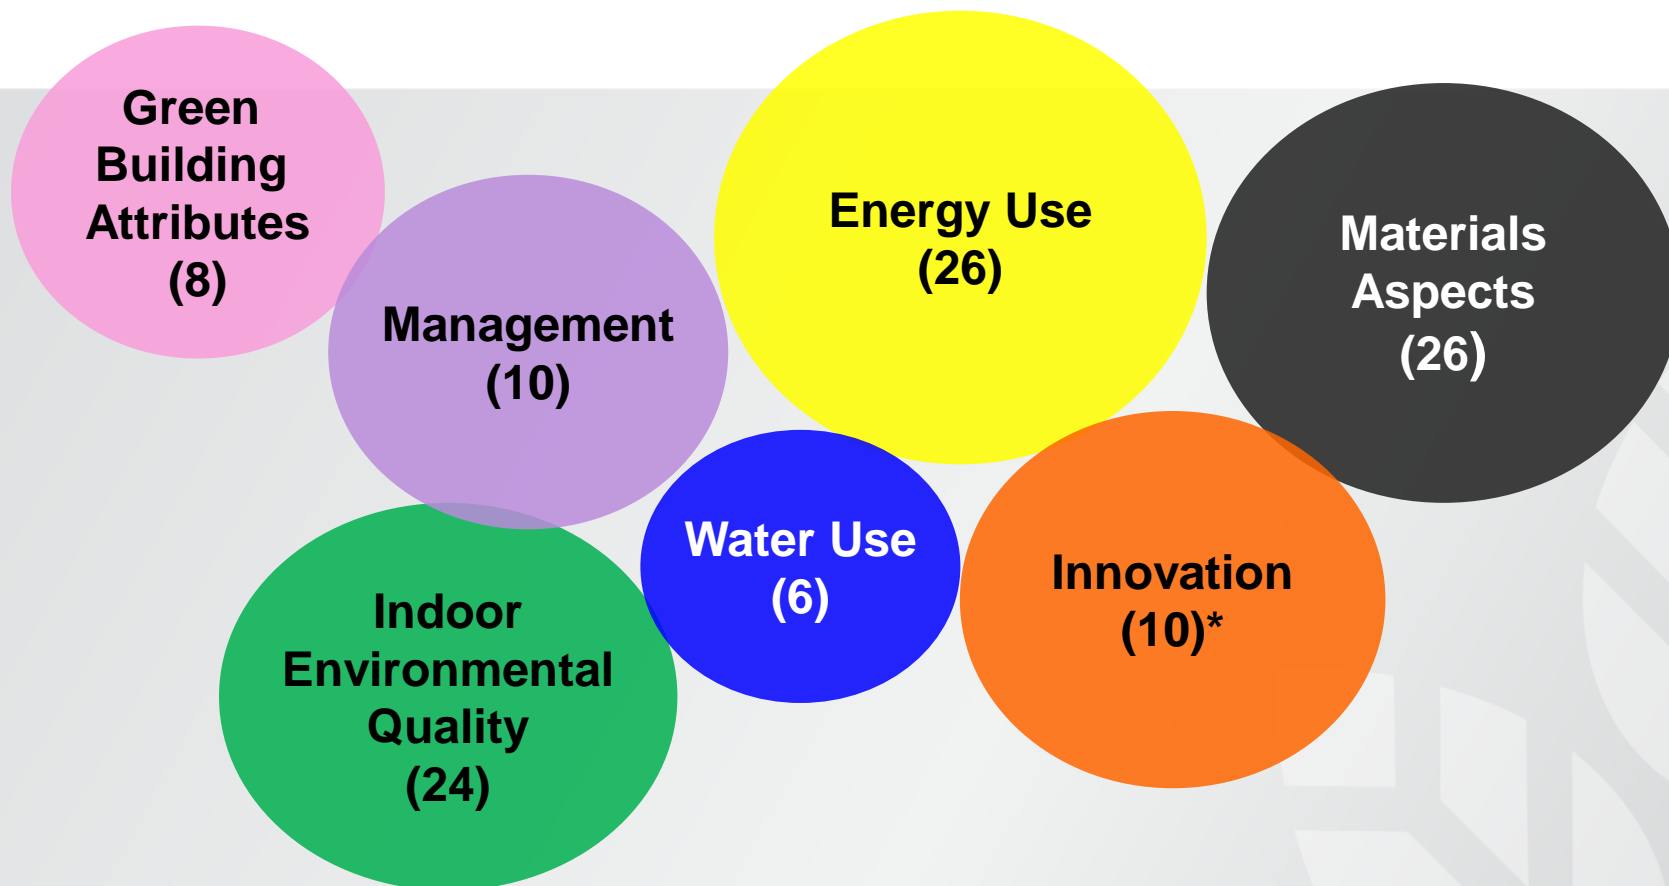 Green
Building
Attributes
(8)
Management
(10)
Energy Use
(26)
Materials
Aspects
(26)
Indoor
Environmental
Quality
(24)
Water Use
(6)
Innovation
(10)*